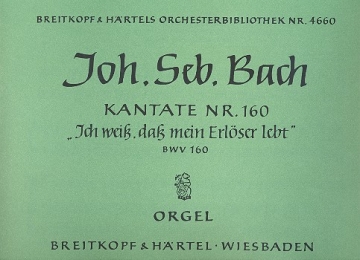 BREITKOPF & HÄRTELS ORCHESTERBIBLIOTHEK NR. 4660
Joh. Seb. Bach
KANTATE NR. 160
„Ich weiß, daß mein Erlöser lebt"
BWV 160
ORGEL
BREITKOPF & HÄRTEL · WIESBADEN